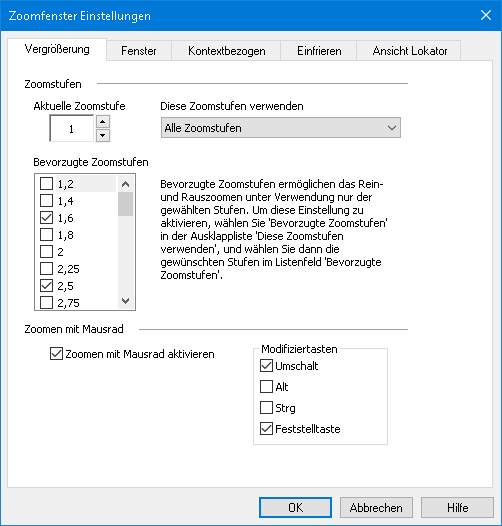 Zoomfenster Einstellungen
Vergrößerung
Fenster
Kontextbezogen
Einfrieren
Ansicht Lokator
Zoomstufen
Aktuelle Zoomstufe
1
Diese Zoomstufen verwenden
Alle Zoomstufen
Bevorzugte Zoomstufen
1,2
1,4
1,6
1,8
2
2,25
2,5
2,75
Bevorzugte Zoomstufen ermöglichen das Rein-
und Rauszoomen unter Verwendung nur der
gewählten Stufen. Um diese Einstellung zu
aktivieren, wählen Sie 'Bevorzugte Zoomstufen'
in der Ausklappliste 'Diese Zoomstufen
verwenden', und wählen Sie dann die
gewünschten Stufen im Listenfeld 'Bevorzugte
Zoomstufen'.
Zoomen mit Mausrad
Zoomen mit Mausrad aktivieren
Modifiziertasten
Umschalt
Alt
Strg
Feststelltaste
OK
Abbrechen
Hilfe